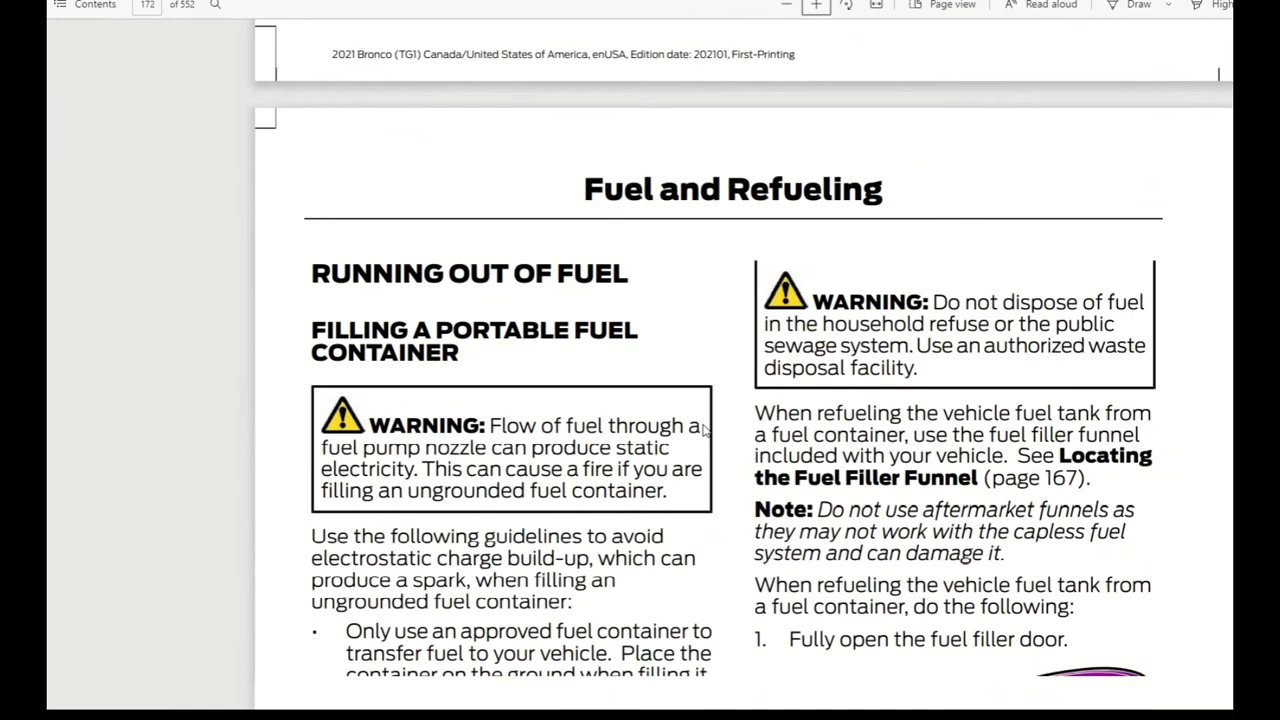 Contents 172 of 552 Page view Read aloud Draw
2021 Bronco (TG1) Canada/United States of America, enUSA, Edition date: 202101, First-Printing
Fuel and Refueling
RUNNING OUT OF FUEL
FILLING A PORTABLE FUEL
CONTAINER
WARNING: Flow of fuel through a
fuel pump nozzle can produce static
electricity. This can cause a fire if you are
filling an ungrounded fuel container.
Use the following guidelines to avoid
electrostatic charge build-up, which can
produce a spark, when filling an
ungrounded fuel container:
• Only use an approved fuel container to
transfer fuel to your vehicle. Place the
container on the ground when filling it.
WARNING: Do not dispose of fuel
in the household refuse or the public
sewage system. Use an authorized waste
disposal facility.
When refueling the vehicle fuel tank from
a fuel container, use the fuel filler funnel
included with your vehicle. See Locating
the Fuel Filler Funnel (page 167).
Note: Do not use aftermarket funnels as
they may not work with the capless fuel
system and can damage it.
When refueling the vehicle fuel tank from
a fuel container, do the following:
1. Fully open the fuel filler door.